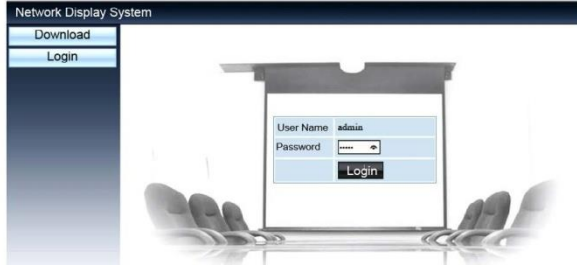 Network Display System
Download
Login
User Name admin
Password •••••
Login